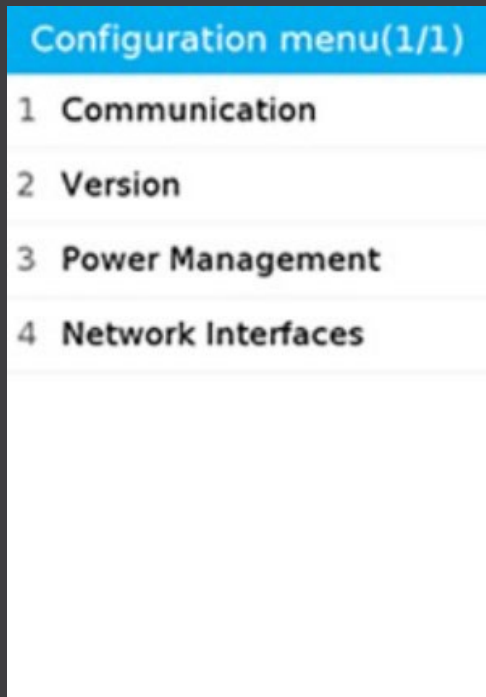 Configuration menu(1/1)
1 Communication
2 Version
3 Power Management
4 Network Interfaces